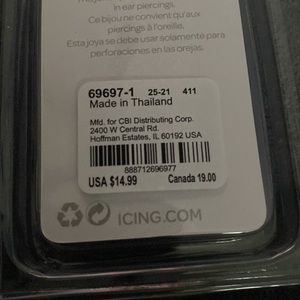 in ear piercings.
Ce bijou ne convient qu'aux
perçages à l'oreille.
Esta joya se debe usar solamente para
perforaciones en las orejas.
69697-1 25-21 411
Made in Thailand
Mfd. for CBI Distributing Corp.
2400 W Central Rd.
Hoffman Estates, IL 60192 USA
888712696977
USA $14.99 Canada 19.00
ICING.COM